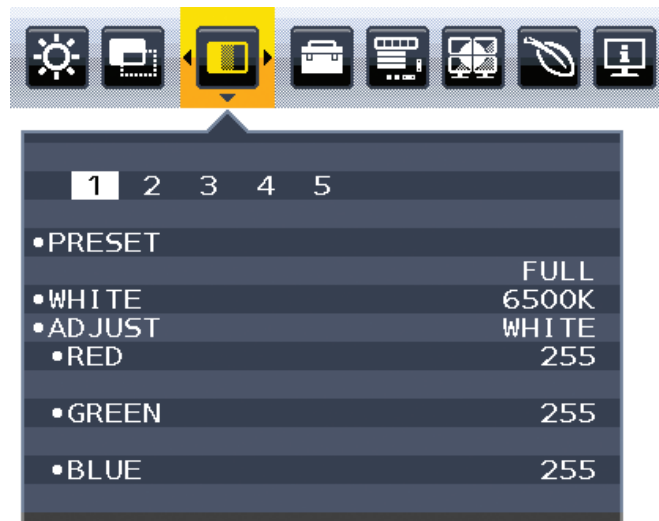 1 2 3 4 5
•PRESET
FULL
•WHITE 6500K
•ADJUST WHITE
•RED 255
•GREEN 255
•BLUE 255